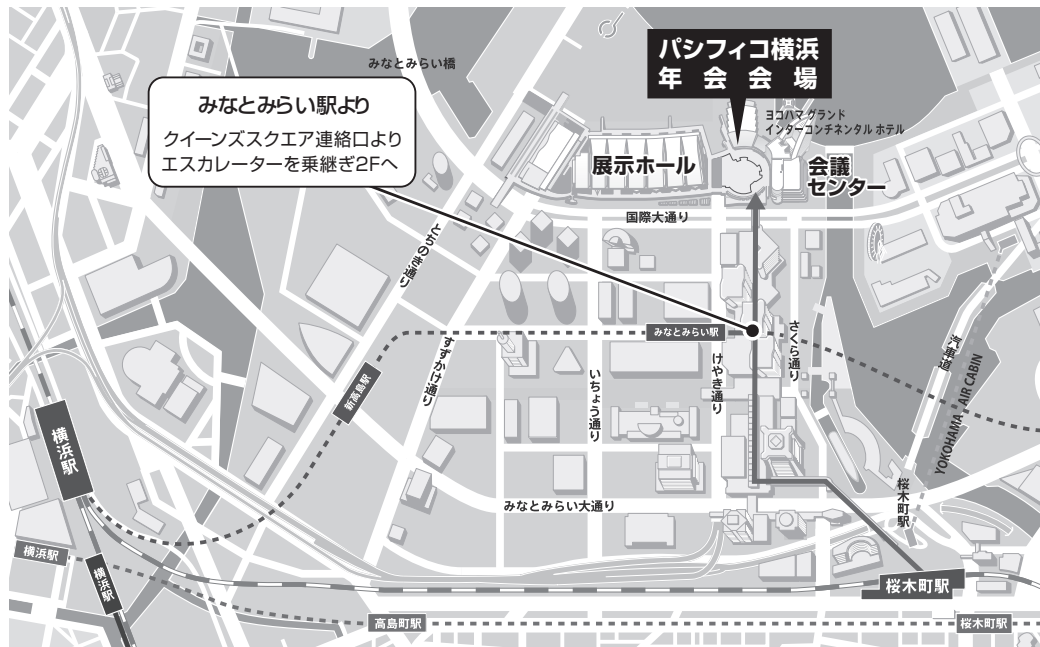 みなとみらい橋
パシフィコ横浜
年会会場
みなとみらい駅より
クイーンズスクエア連絡口より
エスカレーターを乗継ぎ2Fへ
ヨコハマ グランド
インターコンチネンタル ホテル
展示ホール
会議
センター
国際大通り
とちのき通り
みなとみらい駅
さくら通り
すずかけ通り
けやき通り
いちょう通り
新高島駅
汽車道
YOKOHAMA AIR CABIN
横浜駅
桜木町駅
みなとみらい大通り
横浜駅
横浜駅
桜木町駅
高島町駅
桜木町駅